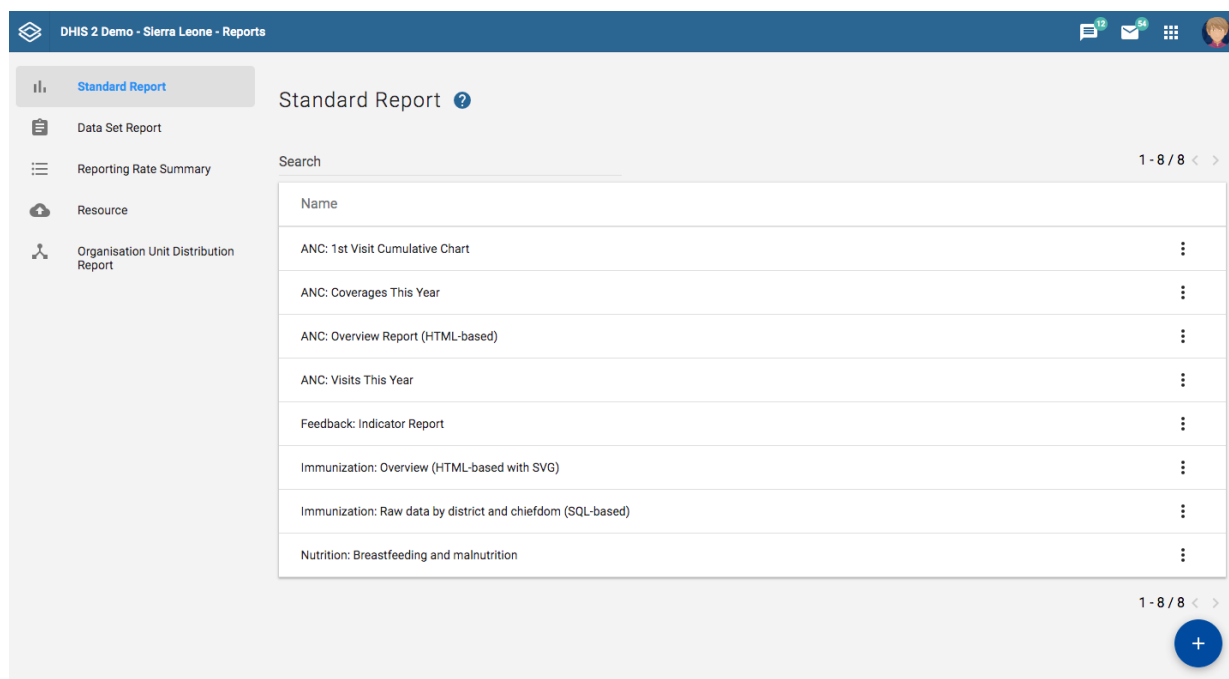 DHIS 2 Demo - Sierra Leone - Reports
12
54
Standard Report
Data Set Report
Reporting Rate Summary
Resource
Organisation Unit Distribution
Report
Standard Report ?
Search
1 - 8 / 8 < >
Name
ANC: 1st Visit Cumulative Chart
ANC: Coverages This Year
ANC: Overview Report (HTML-based)
ANC: Visits This Year
Feedback: Indicator Report
Immunization: Overview (HTML-based with SVG)
Immunization: Raw data by district and chiefdom (SQL-based)
Nutrition: Breastfeeding and malnutrition
1 - 8 / 8 < >
+